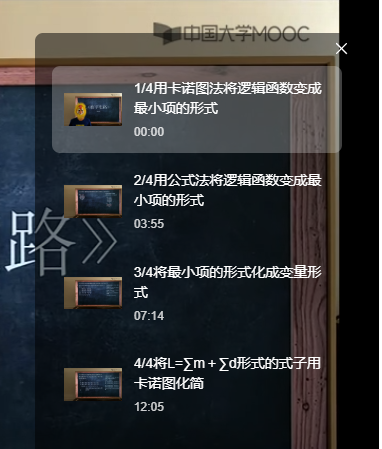 中国大学MOOC
1/4用卡诺图法将逻辑函数变成
最小项的形式
00:00
2/4用公式法将逻辑函数变成最
小项的形式
03:55
路》
3/4将最小项的形式化成变量形
式
07:14
4/4将L=∑m+∑d形式的式子用
卡诺图化简
12:05